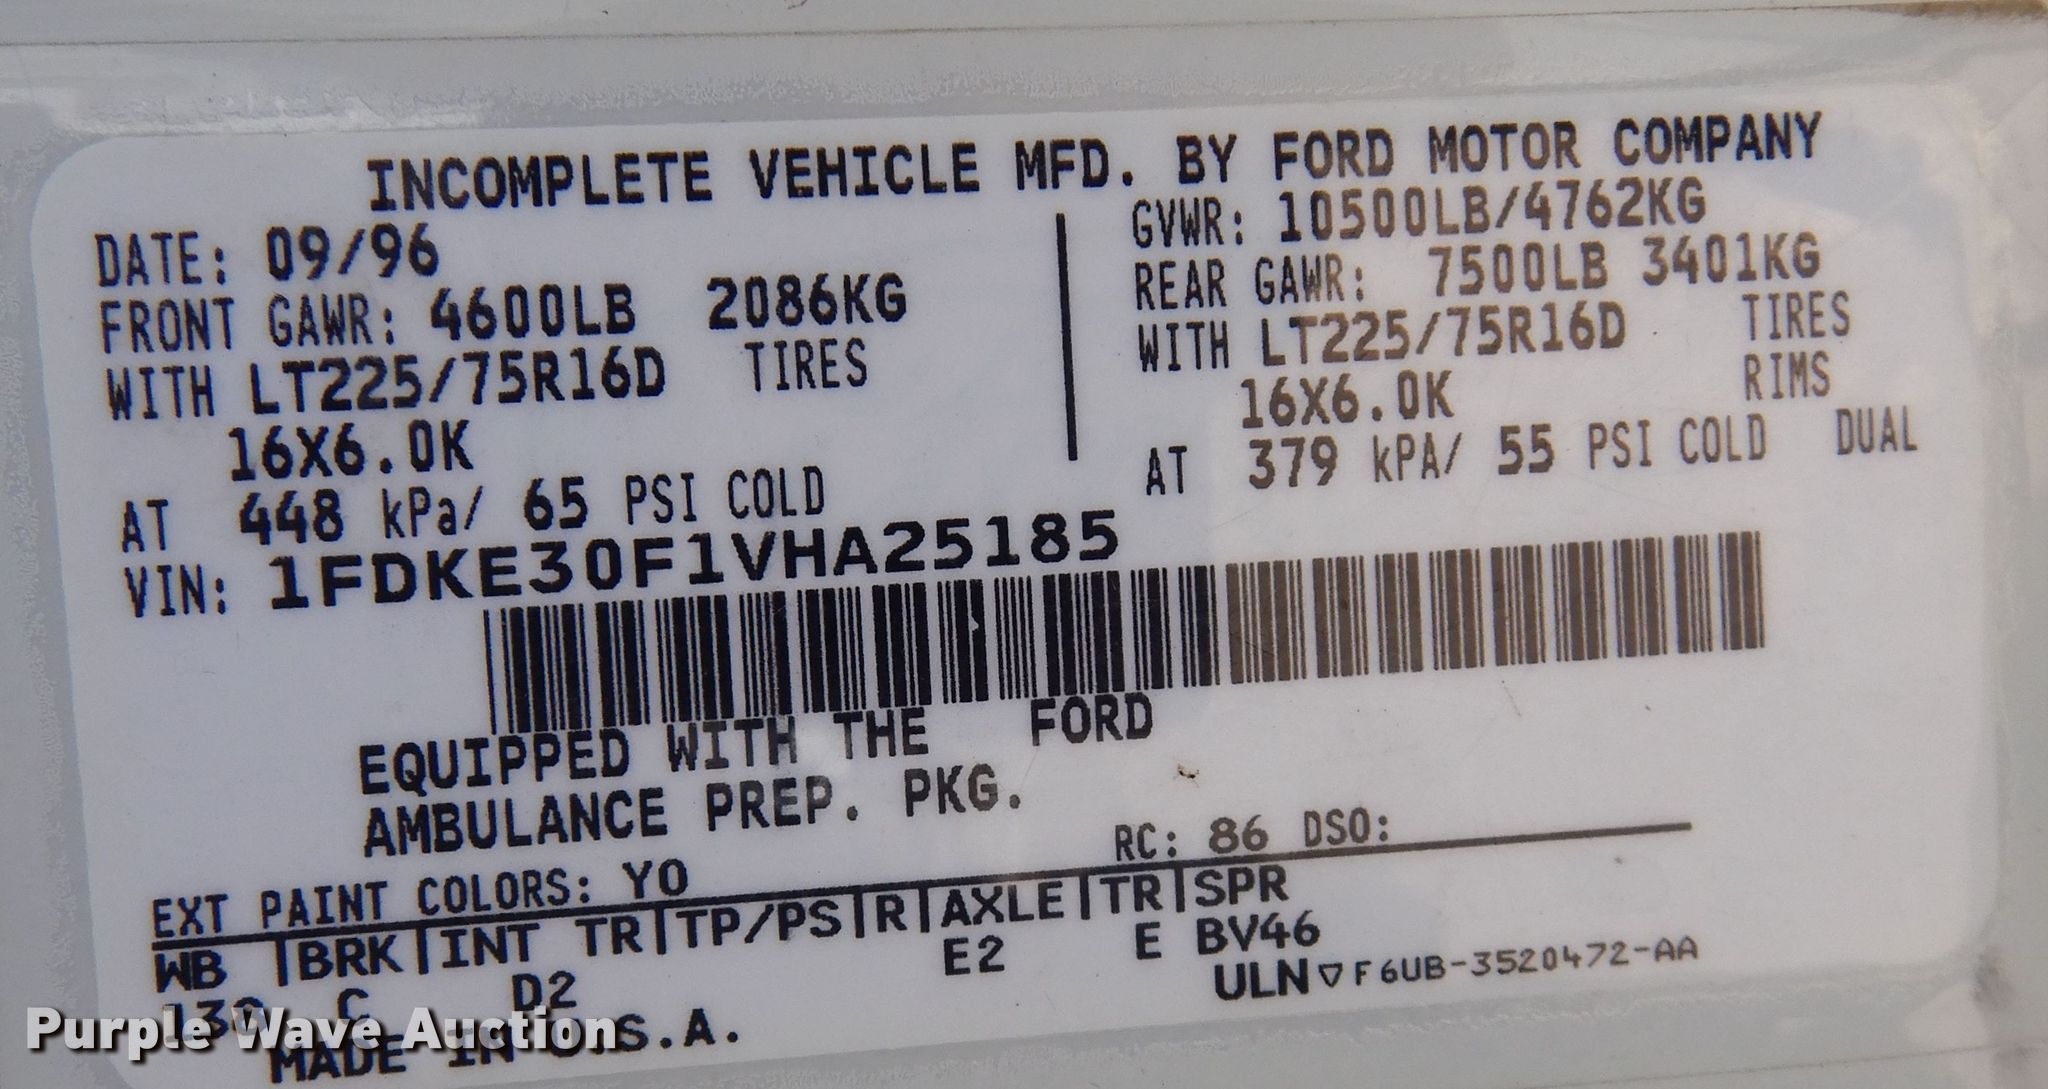 INCOMPLETE VEHICLE MFD. BY FORD MOTOR COMPANY
DATE: 09/96
GVWR: 10500LB/4762KG
FRONT GAWR: 4600LB 2086KG
REAR GAWR: 7500LB 3401KG
WITH LT225/75R16D TIRES
WITH LT225/75R16D TIRES
16X6.0K
16X6.0K RIMS
AT 448 kPa/ 65 PSI COLD
AT 379 kPA/ 55 PSI COLD DUAL
VIN: 1FDKE30F1VHA25185
EQUIPPED WITH THE FORD
AMBULANCE PREP. PKG.
RC: 86 DSO:
EXT PAINT COLORS: YO
WB |BRK|INT TR|TP/PS|R|AXLE|TR|SPR
C D2 E2 E BV46
ULN▽F6UB-3520472-AA
MADE IN U.S.A.
Purple Wave Auction